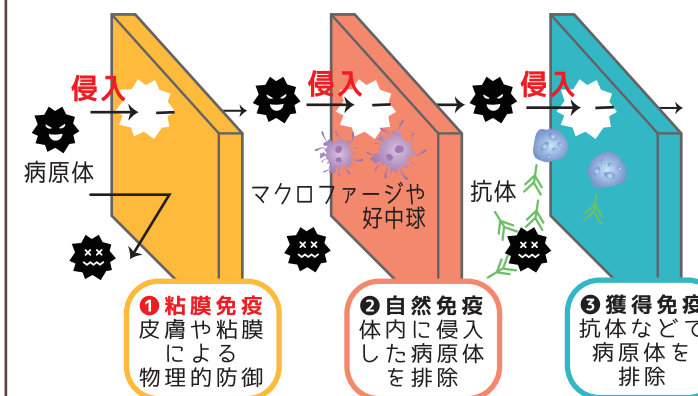 侵入
侵入
侵入
病原体
マクロファージや
好中球
抗体
❶粘膜免疫
皮膚や粘膜
による
物理的防御
❷自然免疫
体内に侵入
した病原体
を排除
❸獲得免疫
抗体などで
病原体を
排除